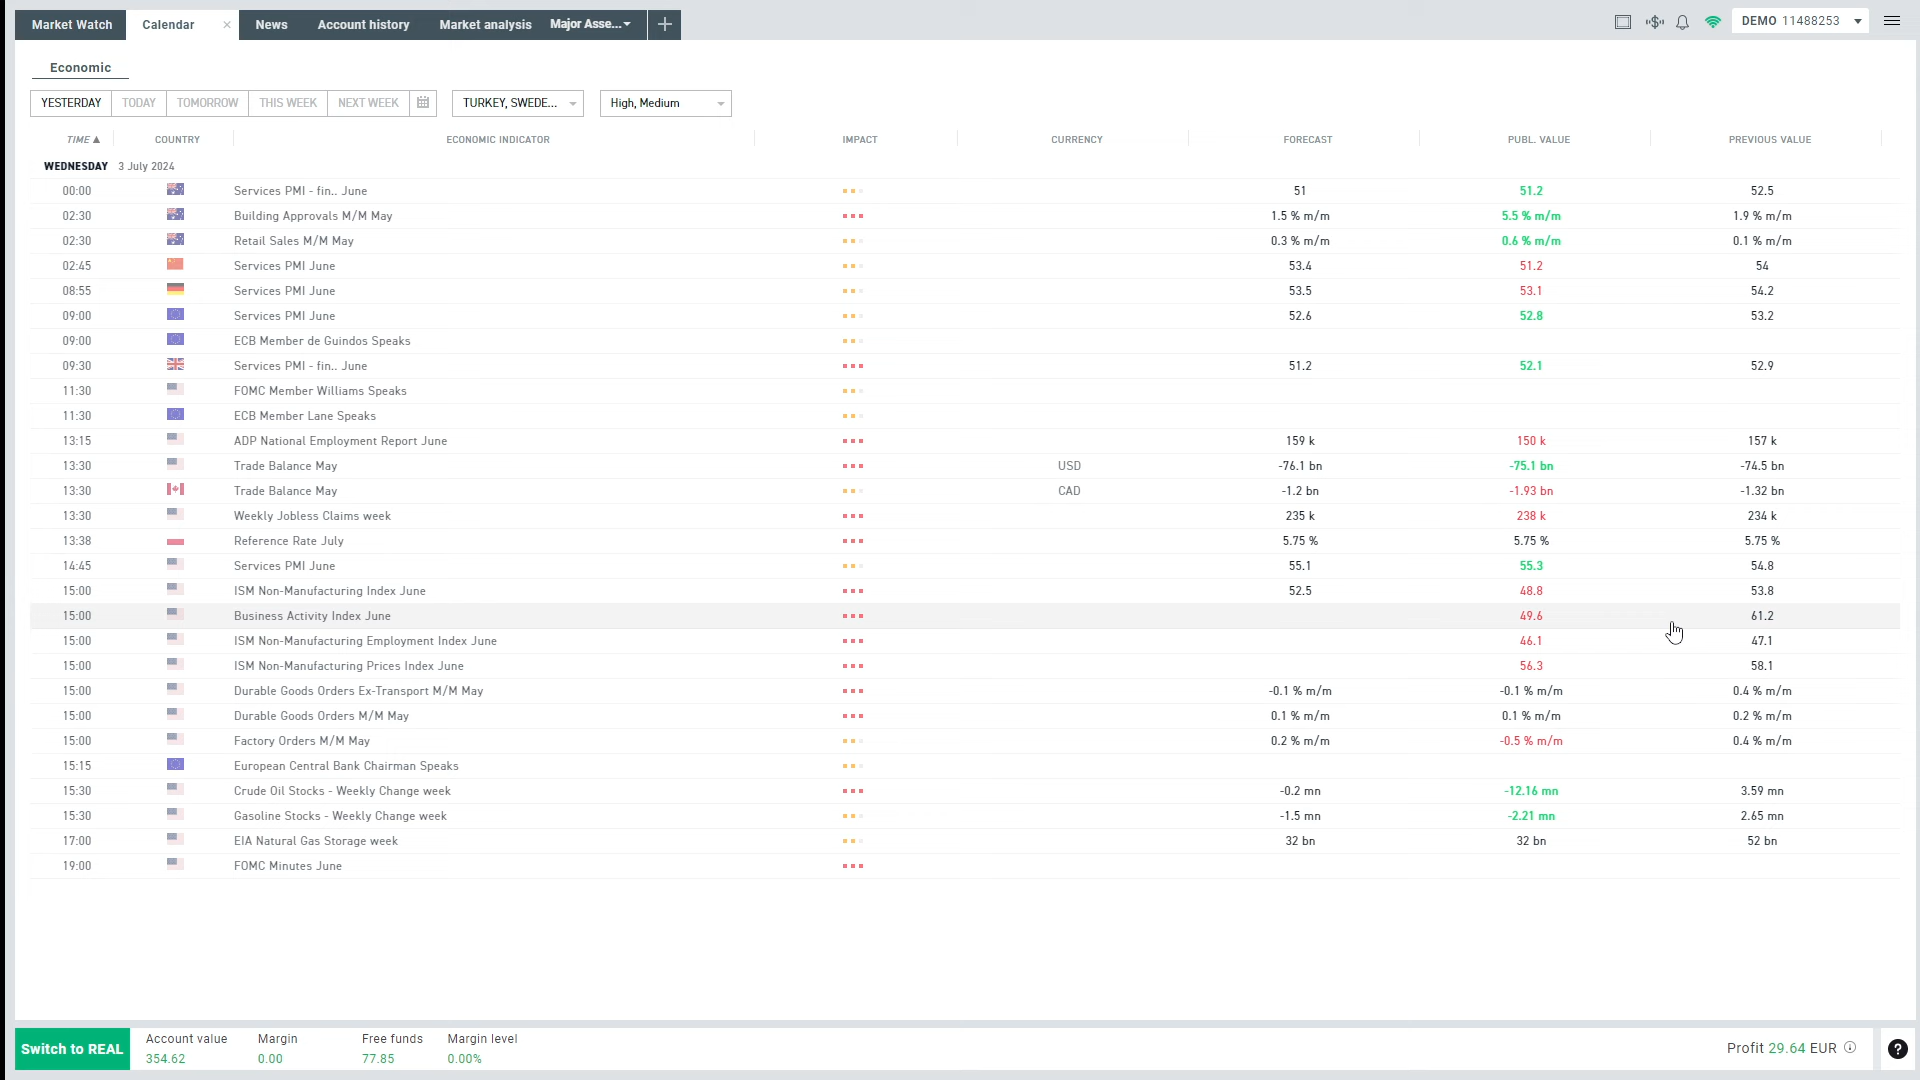 Market Watch Calendar × News Account history Market analysis Major Asse...
DEMO 11488253
Economic
YESTERDAY TODAY TOMORROW THIS WEEK NEXT WEEK TURKEY, SWEDE... High, Medium
TIME ▲ COUNTRY ECONOMIC INDICATOR IMPACT CURRENCY FORECAST PUBL. VALUE PREVIOUS VALUE
WEDNESDAY 3 July 2024
00:00 Services PMI - fin.. June 51 51.2 52.5
02:30 Building Approvals M/M May 1.5 % m/m 5.5 % m/m 1.9 % m/m
02:30 Retail Sales M/M May 0.3 % m/m 0.6 % m/m 0.1 % m/m
02:45 Services PMI June 53.4 51.2 54
08:55 Services PMI June 53.5 53.1 54.2
09:00 Services PMI June 52.6 52.8 53.2
09:00 ECB Member de Guindos Speaks
09:30 Services PMI - fin.. June 51.2 52.1 52.9
11:30 FOMC Member Williams Speaks
11:30 ECB Member Lane Speaks
13:15 ADP National Employment Report June 159 k 150 k 157 k
13:30 Trade Balance May USD -76.1 bn -75.1 bn -74.5 bn
13:30 Trade Balance May CAD -1.2 bn -1.93 bn -1.32 bn
13:30 Weekly Jobless Claims week 235 k 238 k 234 k
13:38 Reference Rate July 5.75 % 5.75 % 5.75 %
14:45 Services PMI June 55.1 55.3 54.8
15:00 ISM Non-Manufacturing Index June 52.5 48.8 53.8
15:00 Business Activity Index June 49.6 61.2
15:00 ISM Non-Manufacturing Employment Index June 46.1 47.1
15:00 ISM Non-Manufacturing Prices Index June 56.3 58.1
15:00 Durable Goods Orders Ex-Transport M/M May -0.1 % m/m -0.1 % m/m 0.4 % m/m
15:00 Durable Goods Orders M/M May 0.1 % m/m 0.1 % m/m 0.2 % m/m
15:00 Factory Orders M/M May 0.2 % m/m -0.5 % m/m 0.4 % m/m
15:15 European Central Bank Chairman Speaks
15:30 Crude Oil Stocks - Weekly Change week -0.2 mn -12.16 mn 3.59 mn
15:30 Gasoline Stocks - Weekly Change week -1.5 mn -2.21 mn 2.65 mn
17:00 EIA Natural Gas Storage week 32 bn 32 bn 52 bn
19:00 FOMC Minutes June
Switch to REAL
Account value Margin Free funds Margin level
354.62 0.00 77.85 0.00%
Profit 29.64 EUR
?